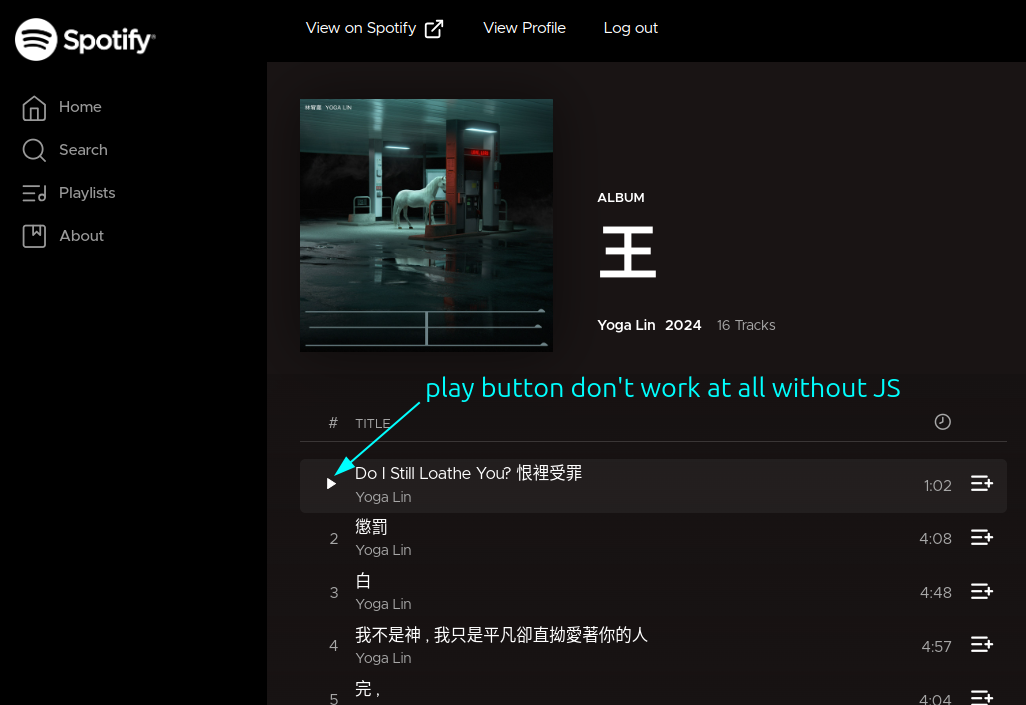 Spotify
View on Spotify View Profile Log out
Home
Search
Playlists
About
林宥嘉 YOGA LIN
ALBUM
王
Yoga Lin 2024 16 Tracks
play button don't work at all without JS
# TITLE
Do I Still Loathe You? 恨裡受罪
Yoga Lin
1:02
2 懲罰
Yoga Lin
4:08
3 白
Yoga Lin
4:48
4 我不是神 , 我只是平凡卻直拗愛著你的人
Yoga Lin
4:57
5 完 ,
4:04